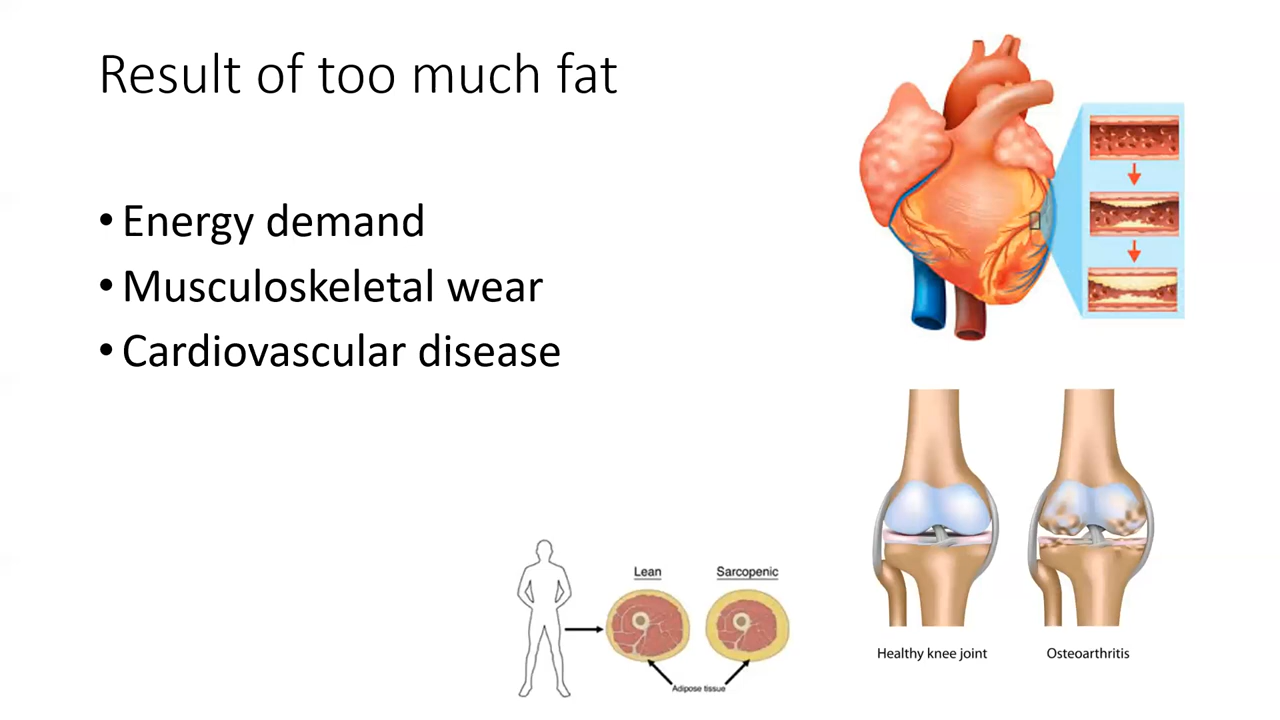 Result of too much fat
• Energy demand
• Musculoskeletal wear
• Cardiovascular disease
Lean
Sarcopenic
Adipose tissue
Healthy knee joint
Osteoarthritis